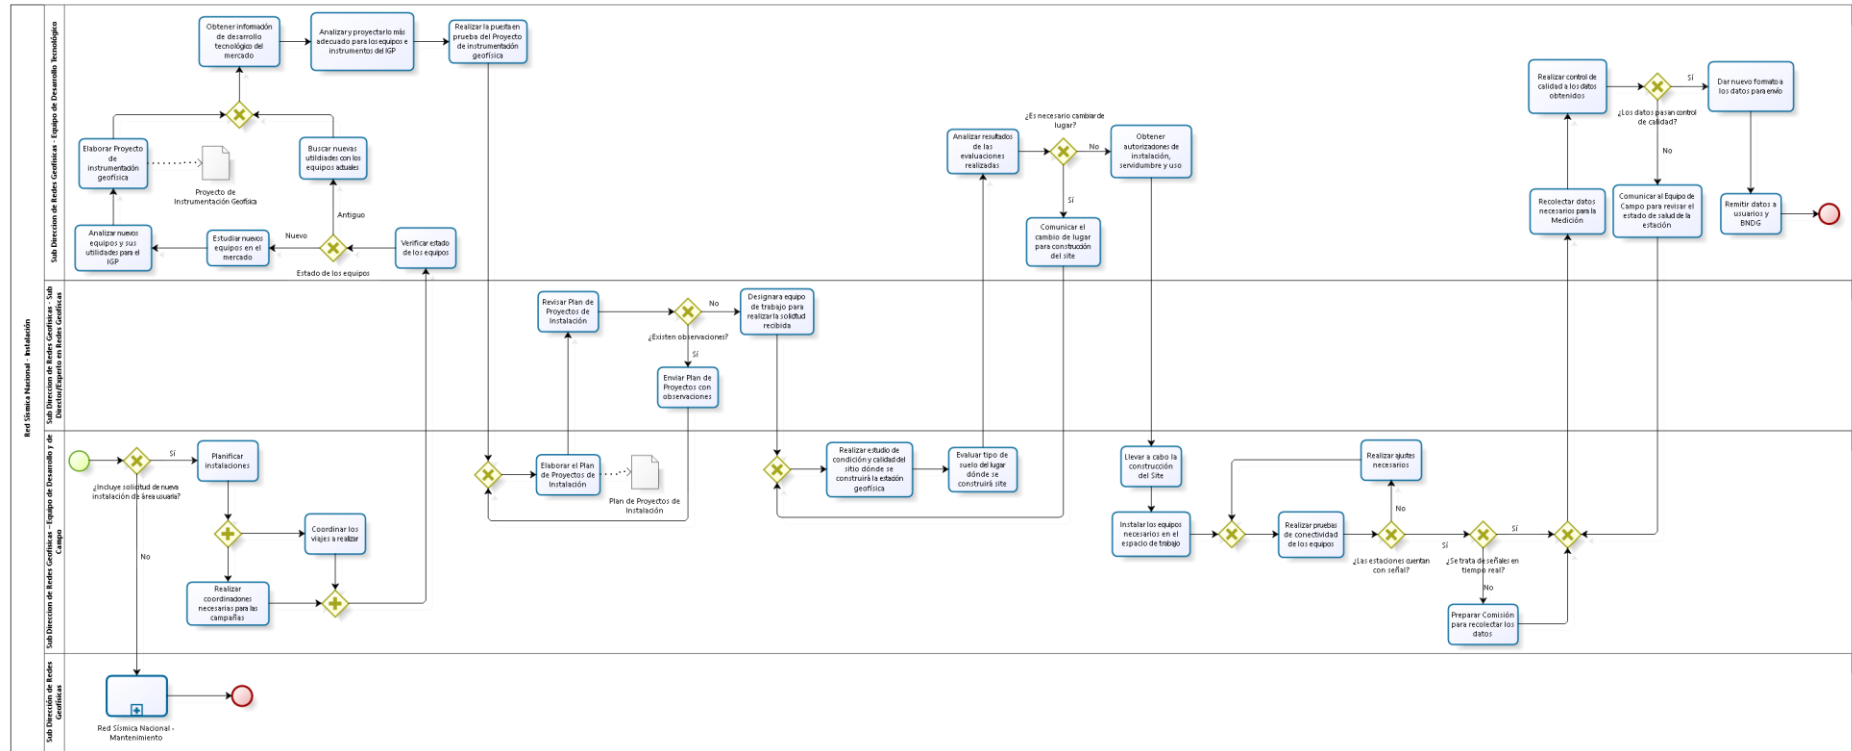 Red Sísmica Nacional - Instalación
Sub Direccion de Redes Geofísicas - Equipo de Desarrollo Tecnológico
Obtener información
de desarrollo
tecnológico del
mercado
Analizar y proyectar lo más
adecuado para los equipos e
instrumentos del IGP
Realizar la puesta en
prueba del Proyecto
de instrumentación
geofísica
Elaborar Proyecto
de
instrumentación
geofísica
Proyecto de
Instrumentación Geofísica
Buscar nuevas
utilidades con los
equipos actuales
Antiguo
Analizar nuevos
equipos y sus
utilidades para el
IGP
Estudiar nuevos
equipos en el
mercado
Nuevo
Estado de los equipos
Verificar estado
de los equipos
Analizar resultados
de las
evaluaciones
realizadas
¿Es necesario cambiar de
lugar?
No
Sí
Obtener
autorizaciones de
instalación,
servidumbre y uso
Comunicar el
cambio de lugar
para construcción
del site
Realizar control de
calidad a los datos
obtenidos
¿Los datos pasan control
de calidad?
Sí
No
Dar nuevo formato a
los datos para envío
Recolectar datos
necesarios para la
Medición
Comunicar al Equipo de
Campo para revisar el
estado de salud de la
estación
Remitir datos a
usuarios y
BNDG
Sub Direccion de Redes Geofísicas - Sub
Director/Experto en Redes Geofísicas
Revisar Plan de
Proyectos de
Instalación
¿Existen observaciones?
No
Sí
Designara equipo
de trabajo para
realizar la solicitud
recibida
Enviar Plan de
Proyectos con
observaciones
Sub Direccion de Redes Geofísicas - Equipo de Desarrollo y de
Campo
¿Incluye solicitud de nueva
instalación de área usuaria?
Sí
No
Planificar
instalaciones
Coordinar los
viajes a realizar
Realizar
coordinaciones
necesarias para las
campañas
Elaborar el Plan
de Proyectos de
Instalación
Plan de Proyectos de
Instalación
Realizar estudio de
condición y calidad del
sitio dónde se
construirá la estación
geofísica
Evaluar tipo de
suelo del lugar
dónde se
construirá site
Llevar a cabo la
construcción
del Site
Instalar los equipos
necesarios en el
espacio de trabajo
Realizar ajustes
necesarios
No
Realizar pruebas
de conectividad
de los equipos
¿Las estaciones cuentan
con señal?
Sí
¿Se trata de señales en
tiempo real?
Sí
No
Preparar Comisión
para recolectar los
datos
Sub Dirección de Redes
Geofísicas
Red Sísmica Nacional -
Mantenimiento